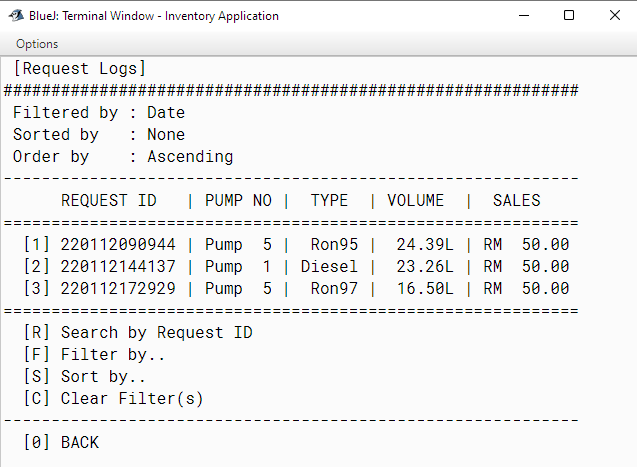 BlueJ: Terminal Window - Inventory Application
Options
[Request Logs]
############################################################
Filtered by : Date
Sorted by   : None
Order by    : Ascending
------------------------------------------------------------
REQUEST ID   | PUMP NO |  TYPE  | VOLUME  |  SALES
============================================================
[1] 220112090944 | Pump  5 |  Ron95 |  24.39L | RM  50.00
[2] 220112144137 | Pump  1 | Diesel |  23.26L | RM  50.00
[3] 220112172929 | Pump  5 |  Ron97 |  16.50L | RM  50.00
============================================================
[R] Search by Request ID
[F] Filter by..
[S] Sort by..
[C] Clear Filter(s)
------------------------------------------------------------
[0] BACK